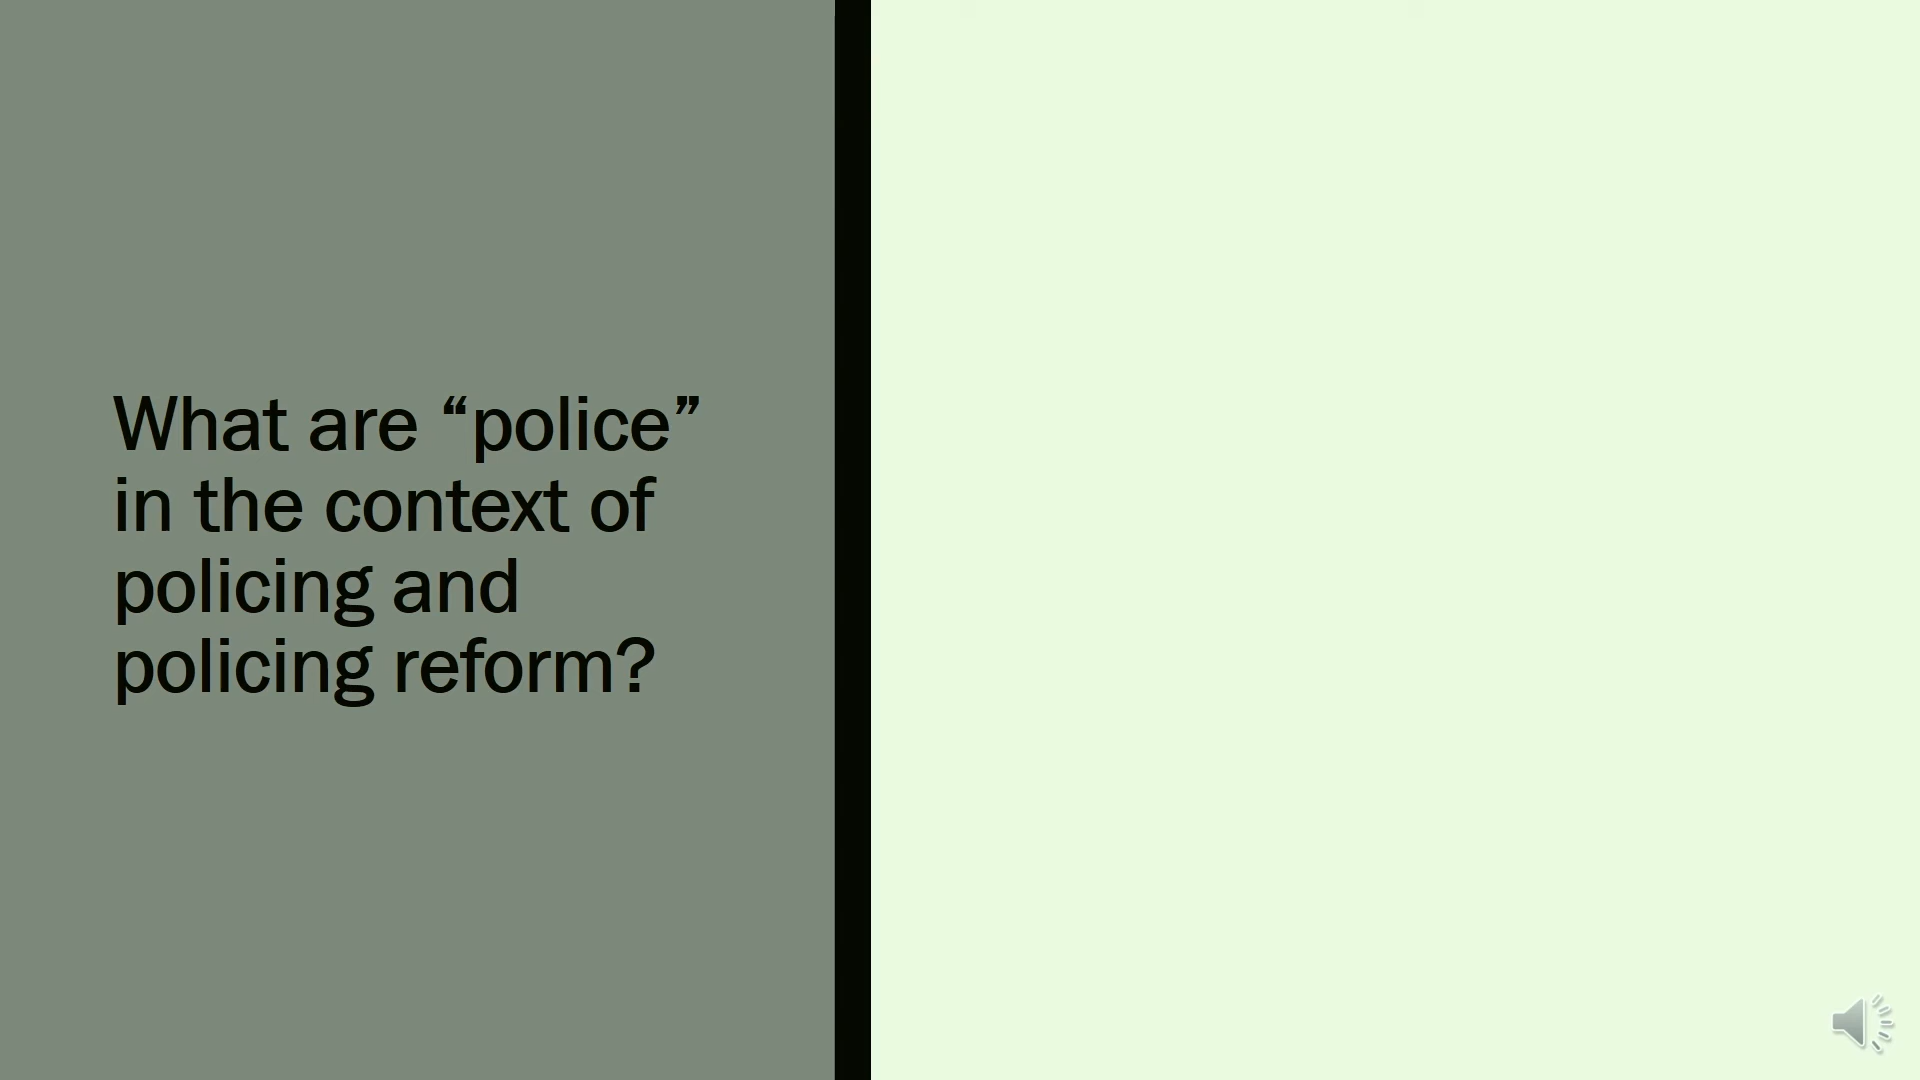 What are “police”
in the context of
policing and
policing reform?